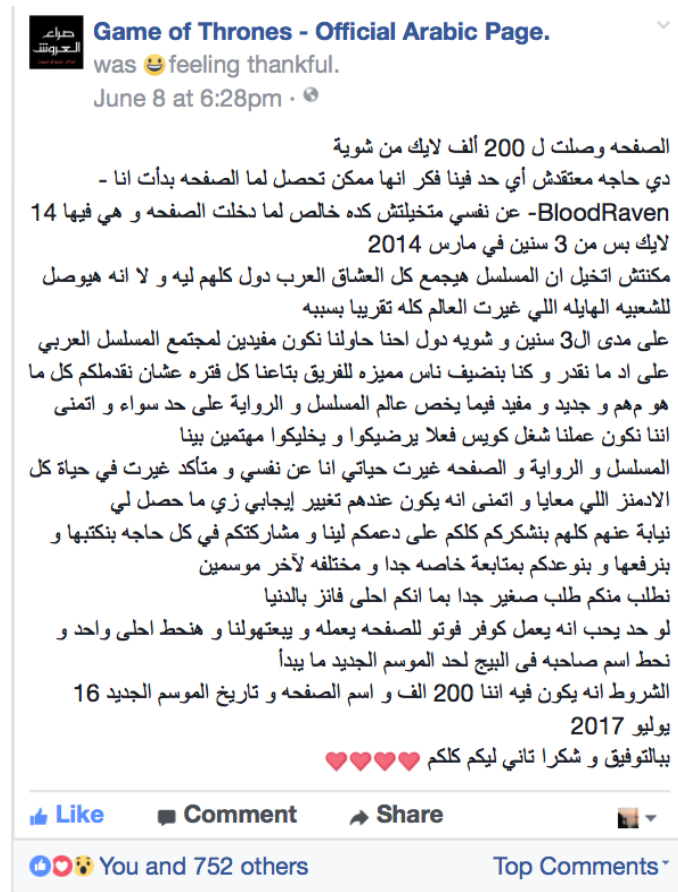 صراع
العروش
Game of Thrones - Official Arabic Page.
was 😃 feeling thankful.
June 8 at 6:28pm ·
الصفحه وصلت ل 200 ألف لايك من شوية
دي حاجه معتقدش أي حد فينا فكر انها ممكن تحصل لما الصفحه بدأت انا -
BloodRaven- عن نفسي متخيلتش كده خالص لما دخلت الصفحه و هي فيها 14
لايك بس من 3 سنين في مارس 2014
مكنتش اتخيل ان المسلسل هيجمع كل العشاق العرب دول كلهم ليه و لا انه هيوصل
للشعبيه الهايله اللي غيرت العالم كله تقريبا بسببه
على مدى ال3 سنين و شويه دول احنا حاولنا نكون مفيدين لمجتمع المسلسل العربي
على اد ما نقدر و كنا بنضيف ناس مميزه للفريق بتاعنا كل فتره عشان نقدملكم كل ما
هو مهم و جديد و مفيد فيما يخص عالم المسلسل و الرواية على حد سواء و اتمنى
اننا نكون عملنا شغل كويس فعلا يرضيكوا و يخليكوا مهتمين بينا
المسلسل و الرواية و الصفحه غيرت حياتي انا عن نفسي و متأكد غيرت في حياة كل
الادمنز اللي معايا و اتمنى انه يكون عندهم تغيير إيجابي زي ما حصل لي
نيابة عنهم كلهم بنشكركم كلكم على دعمكم لينا و مشاركتكم في كل حاجه بنكتبها و
بنرفعها و بنوعدكم بمتابعة خاصه جدا و مختلفه لآخر موسمين
نطلب منكم طلب صغير جدا بما انكم احلى فانز بالدنيا
لو حد يحب انه يعمل كوفر فوتو للصفحه يعمله و يبعتهولنا و هنحط احلى واحد و
نحط اسم صاحبه فى البيج لحد الموسم الجديد ما يبدأ
الشروط انه يكون فيه اننا 200 الف و اسم الصفحه و تاريخ الموسم الجديد 16
يوليو 2017
ببالتوفيق و شكرا تاني ليكم كلكم ❤❤❤❤
Like Comment Share
You and 752 others Top Comments